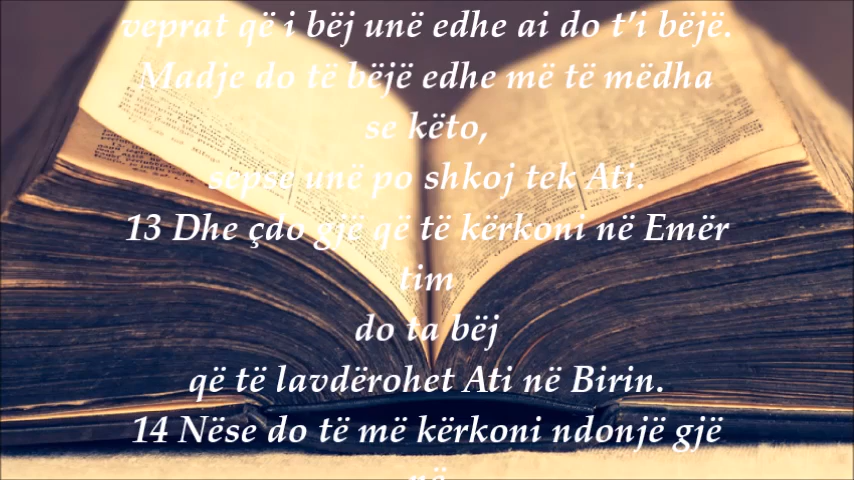 veprat që i bëj unë edhe ai do t'i bëjë.
Madje do të bëjë edhe më të mëdha
se këto,
sepse unë po shkoj tek Ati.
13 Dhe çdo gjë që të kërkoni në Emër
tim
do ta bëj
që të lavdërohet Ati në Birin.
14 Nëse do të më kërkoni ndonjë gjë
në